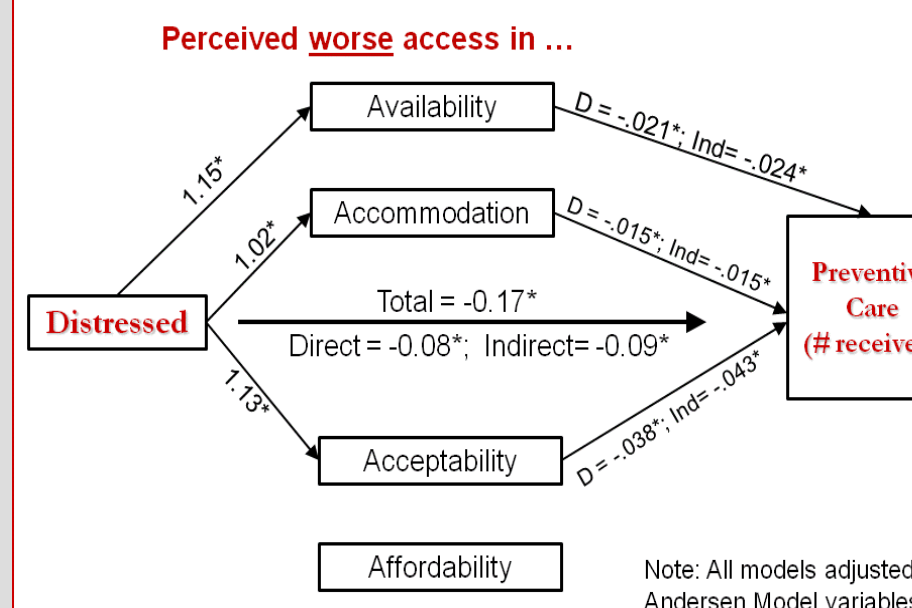 Perceived worse access in ...
Availability
D = -.021*; Ind= -.024*
1.15*
Accommodation
D = -.015*; Ind= -.015*
1.02*
Total = -0.17*
Distressed
Direct = -0.08*; Indirect= -0.09*
Care
1.13*
D = -.038*; Ind= -.043*
Acceptability
Affordability
Note: All models adjusted
Andersen Model variables